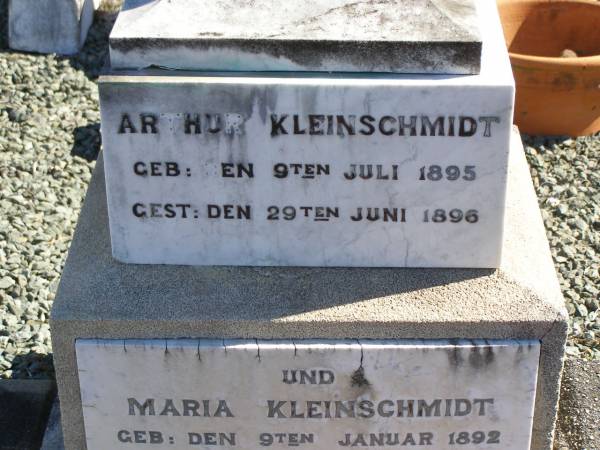 ARTHUR KLEINSCHMIDT
GEB: DEN 9TEN JULI 1895
GEST: DEN 29TEN JUNI 1896
UND
MARIA KLEINSCHMIDT
GEB: DEN 9TEN JANUAR 1892